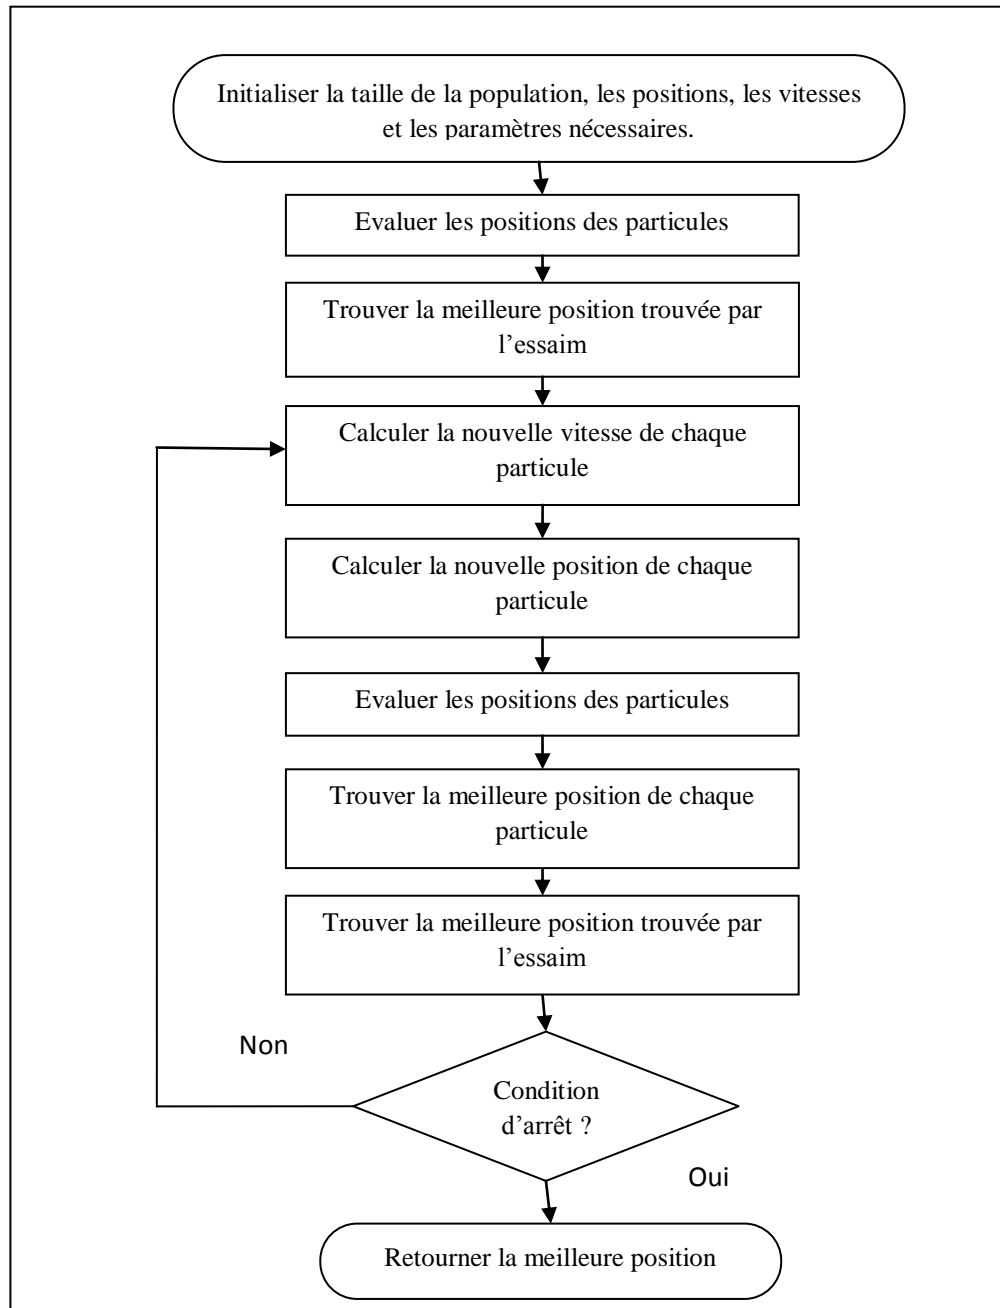 Initialiser la taille de la population, les positions, les vitesses
et les paramètres nécessaires.
Evaluer les positions des particules
Trouver la meilleure position trouvée par
l’essaim
Calculer la nouvelle vitesse de chaque
particule
Calculer la nouvelle position de chaque
particule
Evaluer les positions des particules
Trouver la meilleure position de chaque
particule
Trouver la meilleure position trouvée par
l’essaim
Non
Condition
d’arrêt ?
Oui
Retourner la meilleure position